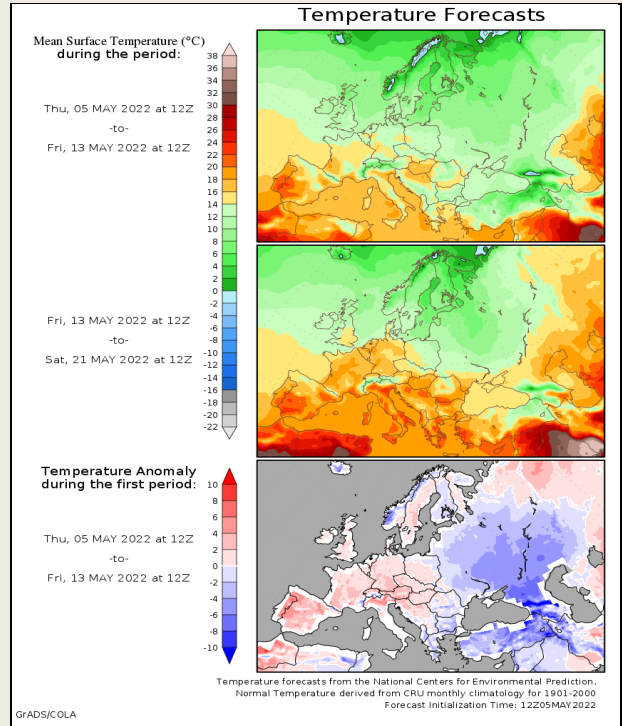 Temperature Forecasts
Mean Surface Temperature (°C)
during the period:
38
36
34
32
30
28
26
24
22
20
18
16
14
12
10
8
6
4
2
0
-2
-4
-6
-8
-10
-12
-14
-16
-18
-20
-22
Thu, 05 MAY 2022 at 12Z
-to-
Fri, 13 MAY 2022 at 12Z
Fri, 13 MAY 2022 at 12Z
-to-
Sat, 21 MAY 2022 at 12Z
Temperature Anomaly
during the first period:
10
8
6
4
2
0
-2
-4
-6
-8
-10
Thu, 05 MAY 2022 at 12Z
-to-
Fri, 13 MAY 2022 at 12Z
Temperature forecasts from the National Centers for Environmental Prediction.
Normal Temperature derived from CRU monthly climatology for 1901-2000
Forecast Initialization Time: 12Z05MAY2022
GrADS/COLA